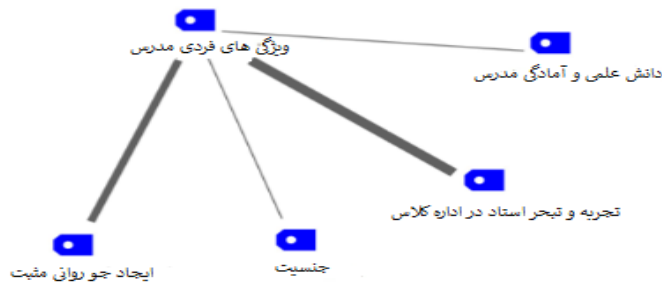 ویژگی های فردی مدرس
دانش علمی و آمادگی مدرس
تجربه و تبحر استاد در اداره کلاس
جنسیت
ایجاد جو روانی مثبت